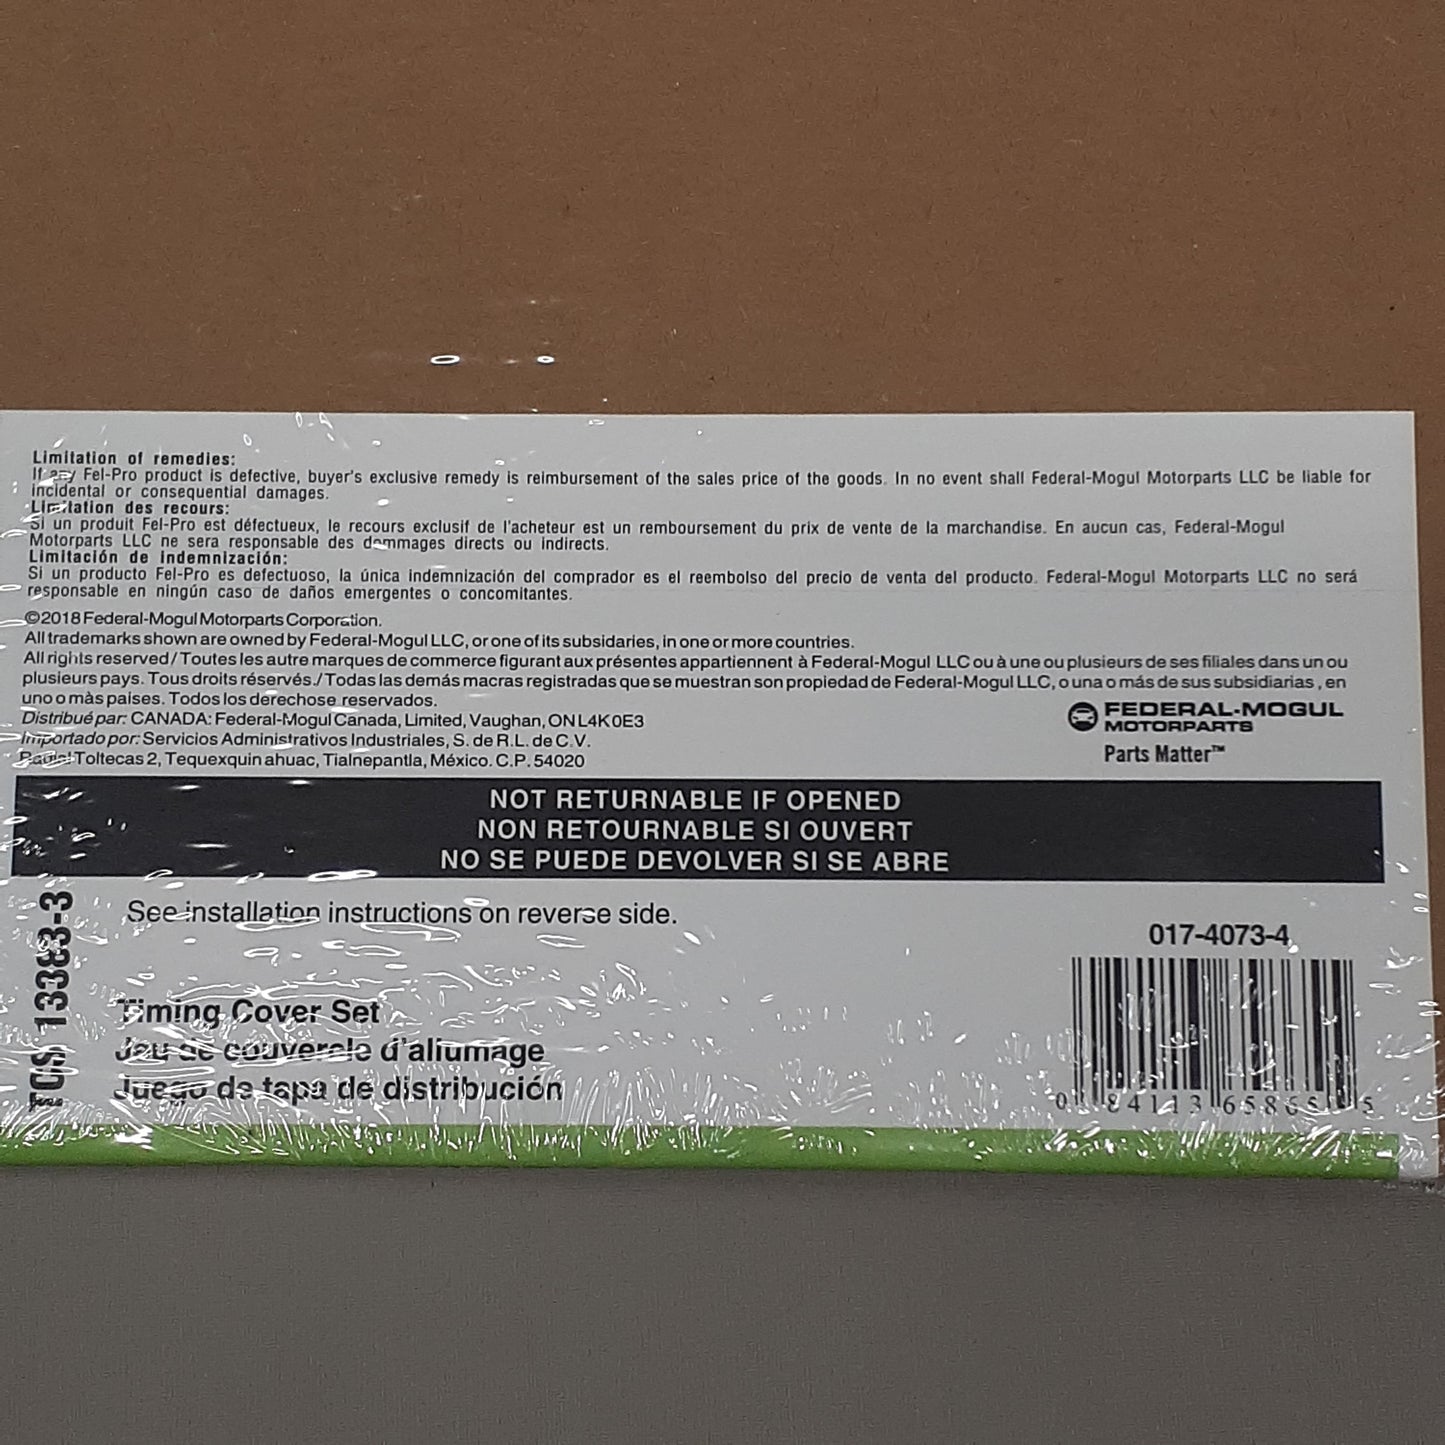 Limitation of remedies:
If any Fel-Pro product is defective, buyer's exclusive remedy is reimbursement of the sales price of the goods. In no event shall Federal-Mogul Motorparts LLC be liable for
incidental or consequential damages.
Limitation des recours:
Si un produit Fel-Pro est défectueux, le recours exclusif de l'acheteur est un remboursement du prix de vente de la marchandise. En aucun cas, Federal-Mogul
Motorparts LLC ne sera responsable des dommages directs ou indirects.
Limitación de indemnización:
Si un producto Fel-Pro es defectuoso, la única indemnización del comprador es el reembolso del precio de venta del producto. Federal-Mogul Motorparts LLC no será
responsable en ningún caso de daños emergentes o concomitantes.
©2018 Federal-Mogul Motorparts Corporation.
All trademarks shown are owned by Federal-Mogul LLC, or one of its subsidaries, in one or more countries.
All rights reserved/Toutes les autre marques de commerce figurant aux présentes appartiennent à Federal-Mogul LLC ou à une ou plusieurs de ses filiales dans un ou
plusieurs pays. Tous droits réservés./Todas las demás macras registradas que se muestran son propiedad de Federal-Mogul LLC, o una o más de sus subsidiarias , en
uno o màs paises. Todos los derechose reservados.
Distribué par: CANADA: Federal-Mogul Canada, Limited, Vaughan, ON L4K 0E3
Importado por: Servicios Administrativos Industriales, S. de R.L. de C.V.
Toltecas 2, Tequexquin ahuac, Tlalnepantla, México. C.P. 54020
FEDERAL-MOGUL
MOTORPARTS
Parts Matter™
NOT RETURNABLE IF OPENED
NON RETOURNABLE SI OUVERT
NO SE PUEDE DEVOLVER SI SE ABRE
See installation instructions on reverse side.
TCS 13383-3
Timing Cover Set
Jeu de couvercle d'allumage
Juego de tapa de distribución
017-4073-4
0 84113 65865 5